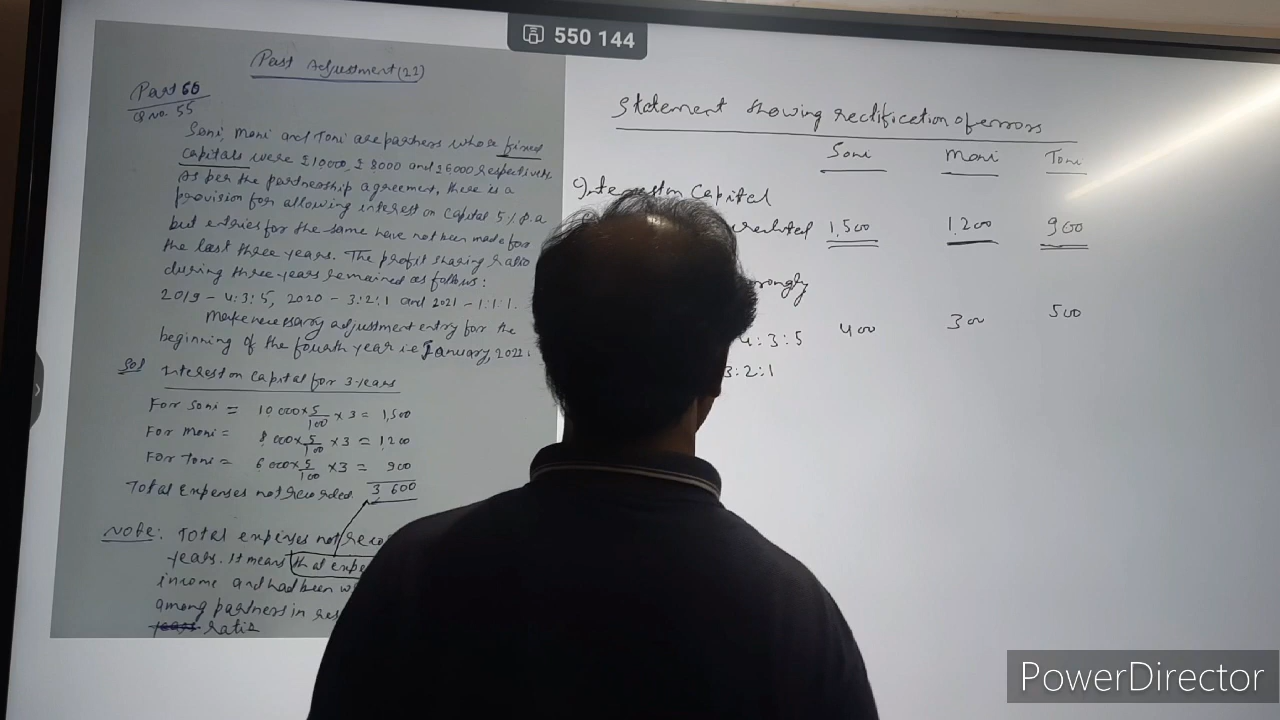 550 144
Past Adjustment (22)
Part 66
Q no. 55
Soni, Moni and Toni are partners whose fixed
capitals were £10000, £ 8000 and £6000 respectively.
As per the partnership agreement, there is a
provision for allowing interest on capital 5% p.a
but entries for the same have not been made for
the last three years. The profit sharing ratio
during three years remained as follows:
2019 - 4:3:5, 2020 - 3:2:1 and 2021 - 1:1:1.
Make necessary adjustment entry for the
beginning of the fourth year i.e January, 2022.
Sol
Interest on capital for 3 years
For Soni = 10000×5/100 × 3 = 1,500
For Moni = 8000×5/100 × 3 = 1200
For Toni = 6000×5/100 × 3 = 900
Total Expenses not recorded 3 600
Note: Total expenses not reco
years. It means that expe
income and had been w
among partners in res
years ratio
Statement showing rectification of errors
Soni Moni Toni
Interest on Capital
1,500 1,200 900
wrongly
4:3:5 400 300 500
3:2:1
PowerDirector